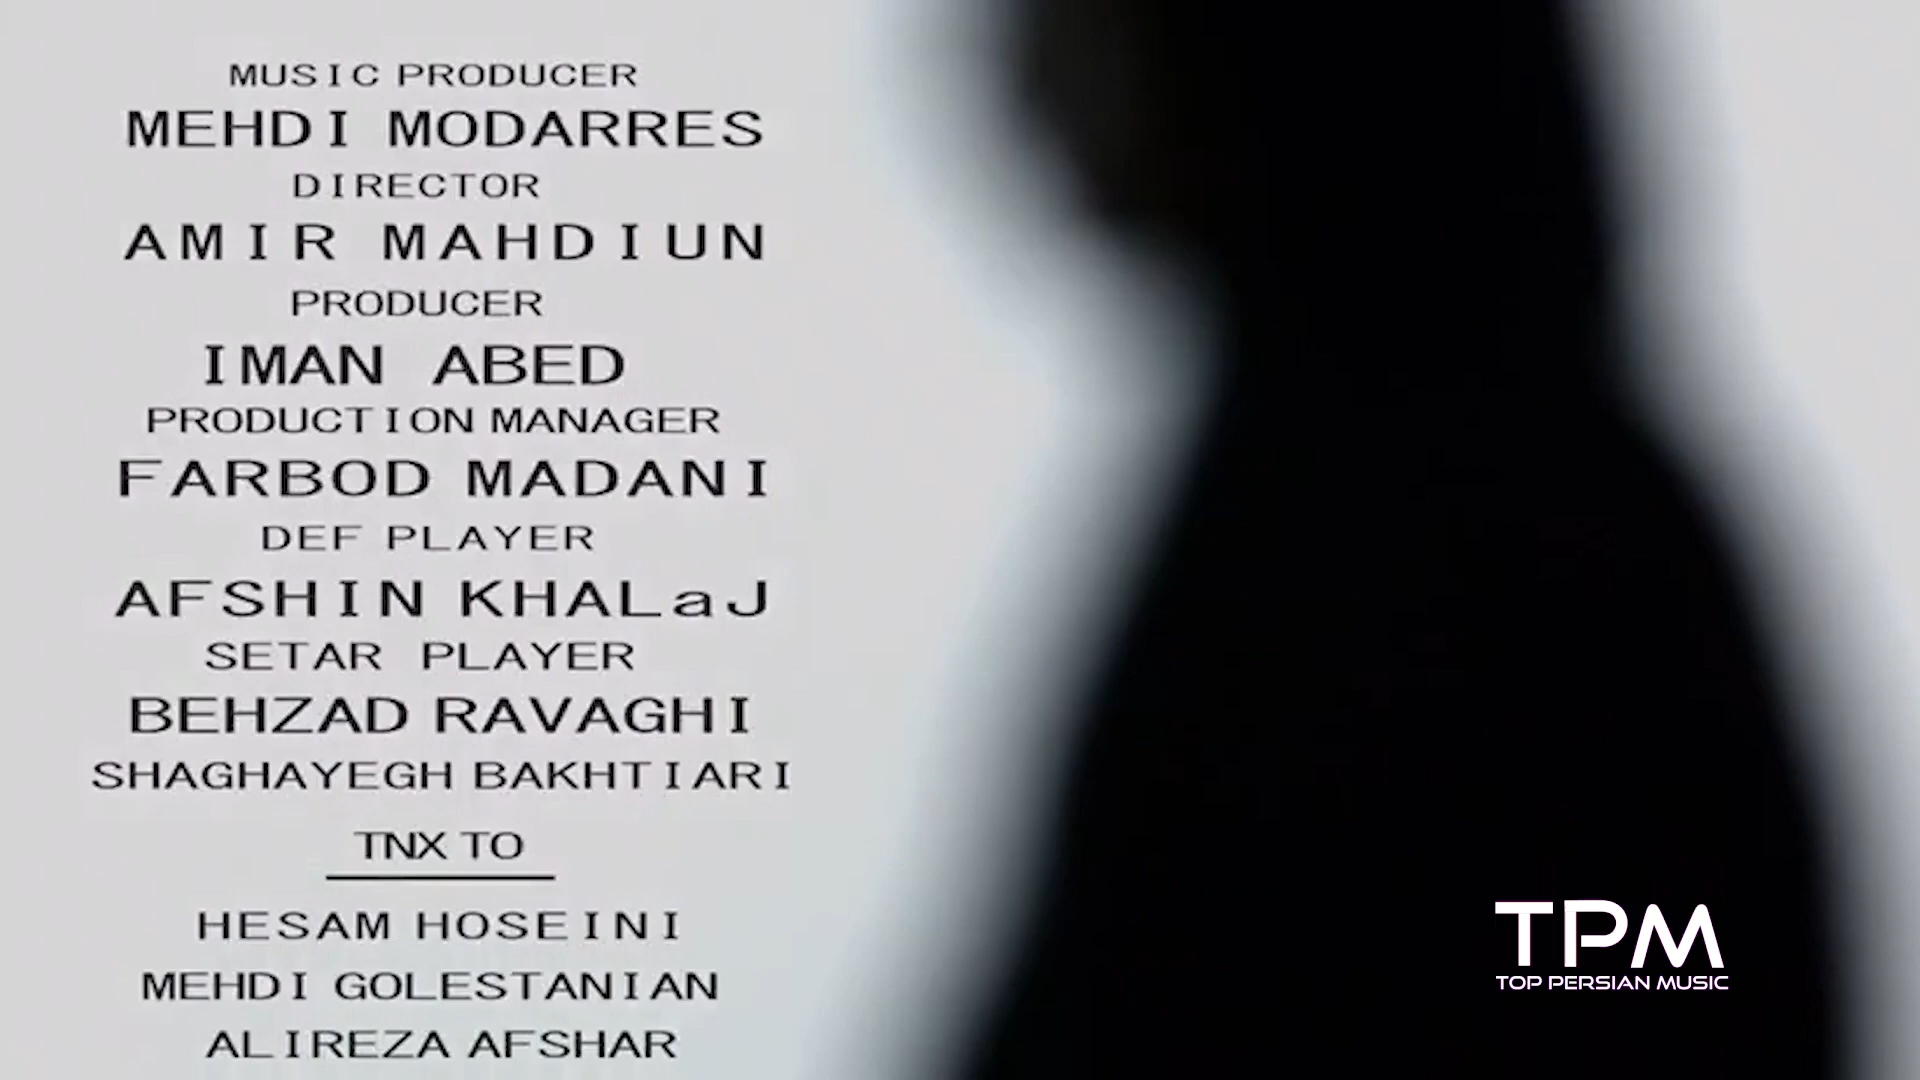 MUSIC PRODUCER
MEHDI MODARRES
DIRECTOR
AMIR MAHDIUN
PRODUCER
IMAN ABED
PRODUCTION MANAGER
FARBOD MADANI
DEF PLAYER
AFSHIN KHALaJ
SETAR PLAYER
BEHZAD RAVAGHI
SHAGHAYEGH BAKHTIARI
TNX TO
HESAM HOSEINI
MEHDI GOLESTANIAN
ALIREZA AFSHAR
TPM
TOP PERSIAN MUSIC